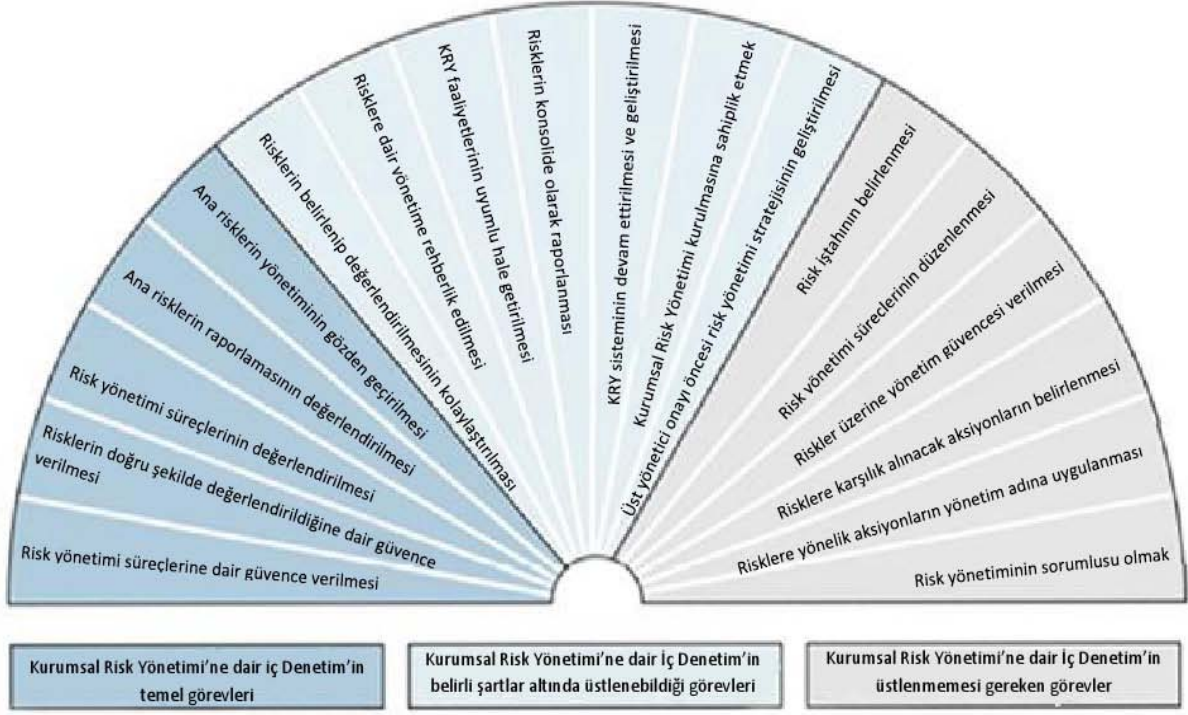 Risk yönetimi süreçlerine dair güvence verilmesi
Risklerin doğru şekilde değerlendirildiğine dair güvence
verilmesi
Risk yönetimi süreçlerinin değerlendirilmesi
Ana risklerin raporlamasının değerlendirilmesi
Ana risklerin yönetiminin gözden geçirilmesi
Risklerin belirlenip değerlendirilmesinin kolaylaştırılması
Risklere dair yönetime rehberlik edilmesi
KRY faaliyetlerinin uyumlu hale getirilmesi
Risklerin konsolide olarak raporlanması
KRY sisteminin devam ettirilmesi ve geliştirilmesi
Kurumsal Risk Yönetimi kurulmasına sahiplik etmek
Üst yönetici onayı öncesi risk yönetimi stratejisinin geliştirilmesi
Risk iştahının belirlenmesi
Risk yönetimi süreçlerinin düzenlenmesi
Riskler üzerine yönetim güvencesi verilmesi
Risklere karşılık alınacak aksiyonların belirlenmesi
Risklere yönelik aksiyonların yönetim adına uygulanması
Risk yönetiminin sorumlusu olmak
Kurumsal Risk Yönetimi’ne dair iç Denetim’in
temel görevleri
Kurumsal Risk Yönetimi’ne dair İç Denetim’in
belirli şartlar altında üstlenebildiği görevleri
Kurumsal Risk Yönetimi’ne dair İç Denetim’in
üstlenmemesi gereken görevler